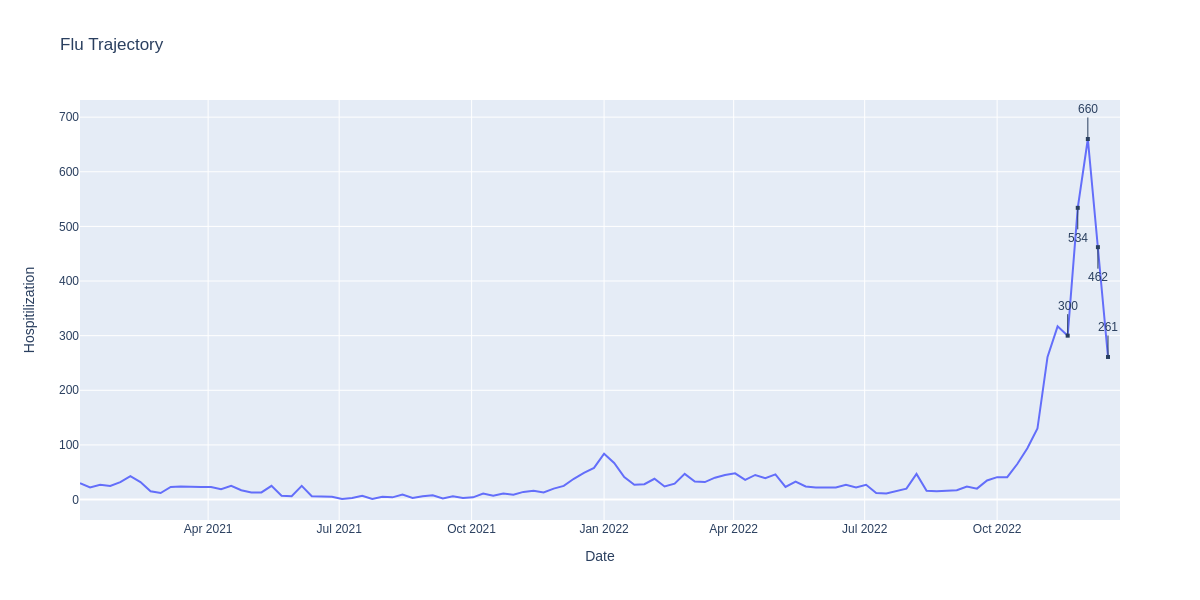 Flu Trajectory
Hospitilization
700
600
500
400
300
200
100
0
660
534
462
300
261
Apr 2021
Jul 2021
Oct 2021
Jan 2022
Apr 2022
Jul 2022
Oct 2022
Date